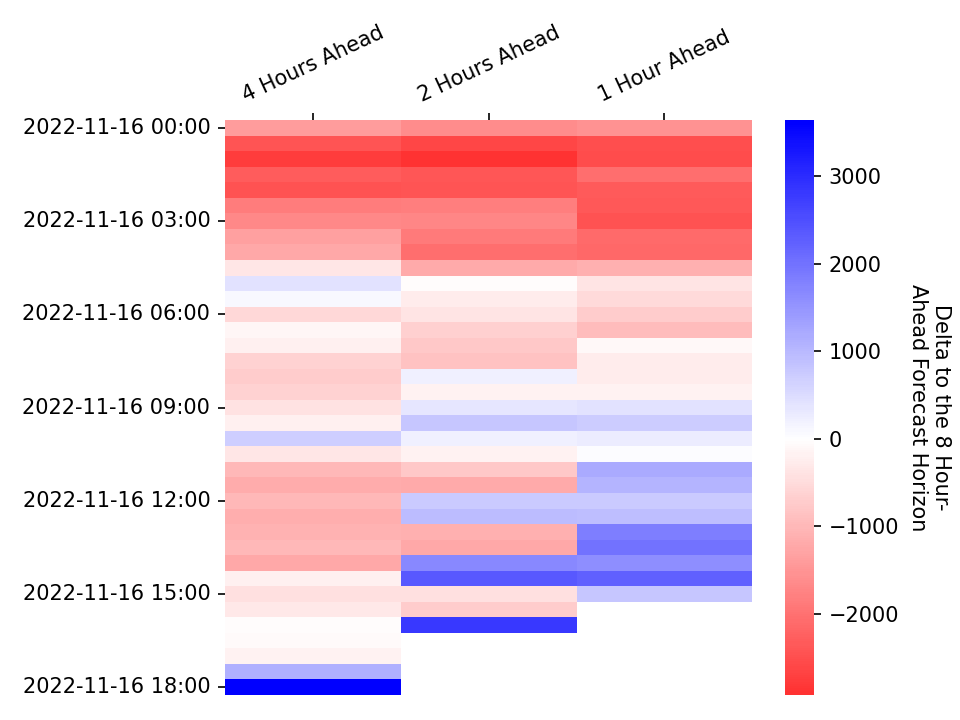 4 Hours Ahead
2 Hours Ahead
1 Hour Ahead
2022-11-16 00:00
2022-11-16 03:00
2022-11-16 06:00
2022-11-16 09:00
2022-11-16 12:00
2022-11-16 15:00
2022-11-16 18:00
3000
2000
1000
0
−1000
−2000
Delta to the 8 Hour-
Ahead Forecast Horizon